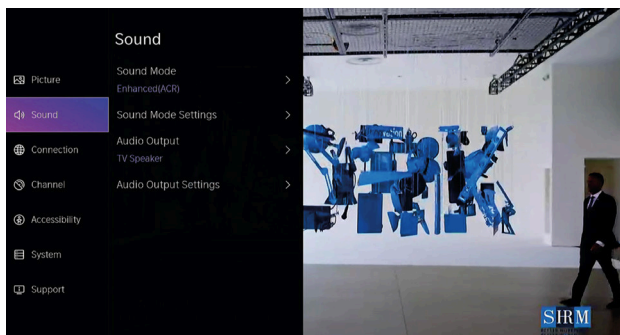 Sound
Picture
Sound
Connection
Channel
Accessibility
System
Support
Sound Mode
Enhanced(ACR)
Sound Mode Settings
Audio Output
TV Speaker
Audio Output Settings
SHRM